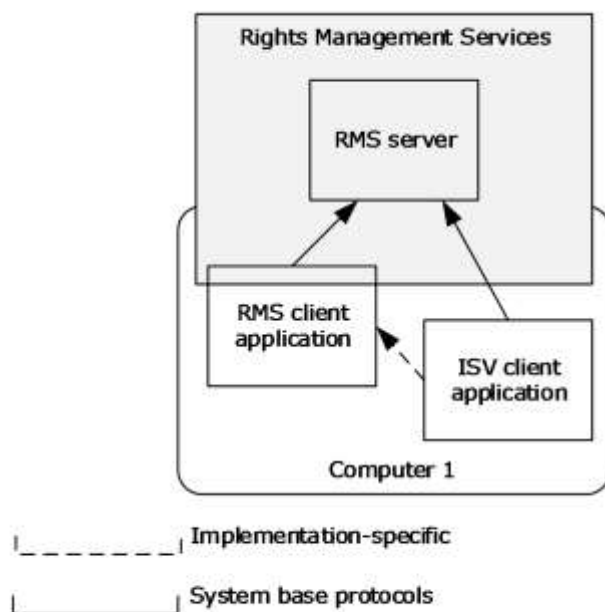 Rights Management Services
RMS server
RMS client
application
ISV client
application
Computer 1
Implementation-specific
System base protocols